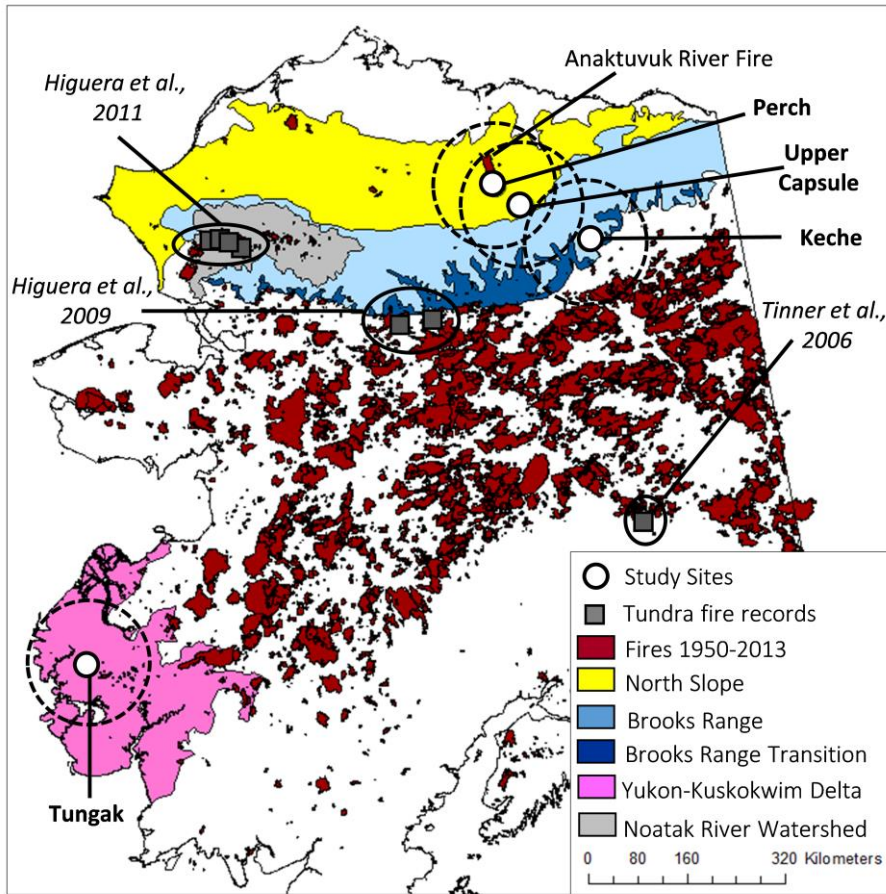 Anaktuvuk River Fire
Higuera et al.,
2011
Perch
Upper
Capsule
Keche
Higuera et al.,
2009
Tinner et al.,
2006
Tungak
Study Sites
Tundra fire records
Fires 1950-2013
North Slope
Brooks Range
Brooks Range Transition
Yukon-Kuskokwim Delta
Noatak River Watershed
0 80 160 320 Kilometers